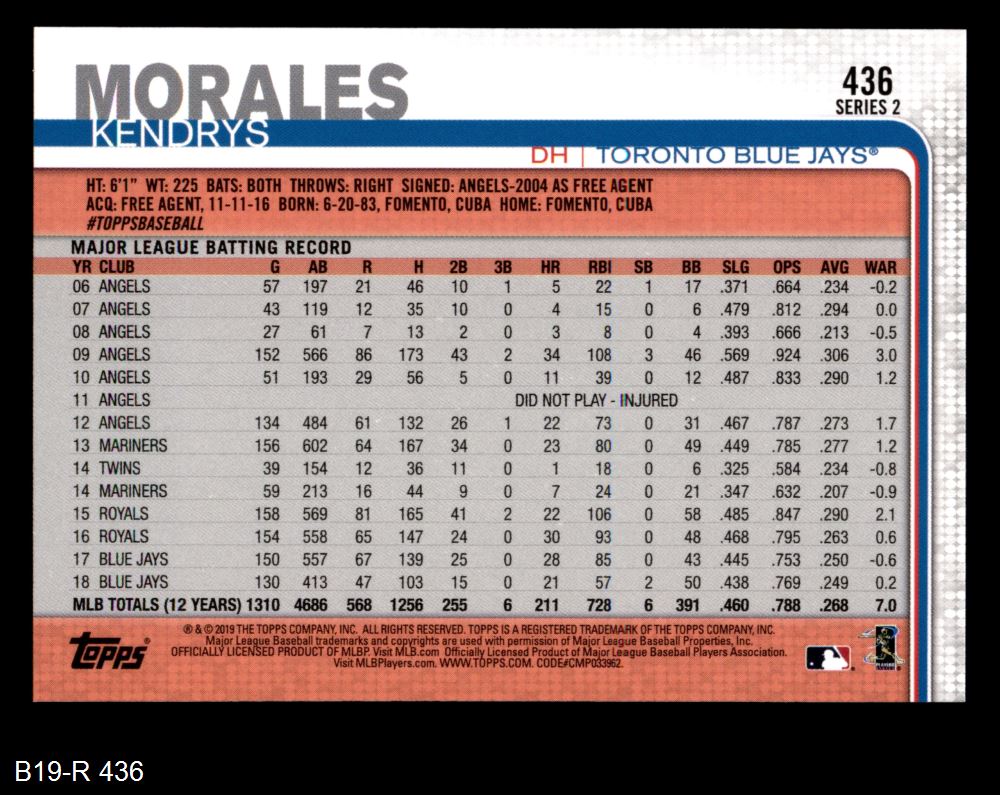 MORALES
KENDRYS
436
SERIES 2
DH | TORONTO BLUE JAYS®
HT: 6'1" WT: 225 BATS: BOTH THROWS: RIGHT SIGNED: ANGELS-2004 AS FREE AGENT
ACQ: FREE AGENT, 11-11-16 BORN: 6-20-83, FOMENTO, CUBA HOME: FOMENTO, CUBA
#TOPPSBASEBALL
MAJOR LEAGUE BATTING RECORD
YR CLUB G AB R H 2B 3B HR RBI SB BB SLG OPS AVG WAR
06 ANGELS 57 197 21 46 10 1 5 22 1 17 .371 .664 .234 -0.2
07 ANGELS 43 119 12 35 10 0 4 15 0 6 .479 .812 .294 0.0
08 ANGELS 27 61 7 13 2 0 3 8 0 4 .393 .666 .213 -0.5
09 ANGELS 152 566 86 173 43 2 34 108 3 46 .569 .924 .306 3.0
10 ANGELS 51 193 29 56 5 0 11 39 0 12 .487 .833 .290 1.2
11 ANGELS DID NOT PLAY - INJURED
12 ANGELS 134 484 61 132 26 1 22 73 0 31 .467 .787 .273 1.7
13 MARINERS 156 602 64 167 34 0 23 80 0 49 .449 .785 .277 1.2
14 TWINS 39 154 12 36 11 0 1 18 0 6 .325 .584 .234 -0.8
14 MARINERS 59 213 16 44 9 0 7 24 0 21 .347 .632 .207 -0.9
15 ROYALS 158 569 81 165 41 2 22 106 0 58 .485 .847 .290 2.1
16 ROYALS 154 558 65 147 24 0 30 93 0 48 .468 .795 .263 0.6
17 BLUE JAYS 150 557 67 139 25 0 28 85 0 43 .445 .753 .250 -0.6
18 BLUE JAYS 130 413 47 103 15 0 21 57 2 50 .438 .769 .249 0.2
MLB TOTALS (12 YEARS) 1310 4686 568 1256 255 6 211 728 6 391 .460 .788 .268 7.0
® & © 2019 THE TOPPS COMPANY, INC. ALL RIGHTS RESERVED. TOPPS IS A REGISTERED TRADEMARK OF THE TOPPS COMPANY, INC.
Major League Baseball trademarks and copyrights are used with permission of Major League Baseball Properties, Inc.
OFFICIALLY LICENSED PRODUCT OF MLBP. Visit MLB.com Officially Licensed Product of Major League Baseball Players Association.
Visit MLBPlayers.com. WWW.TOPPS.COM. CODE#CMP033962.
Topps®
B19-R 436